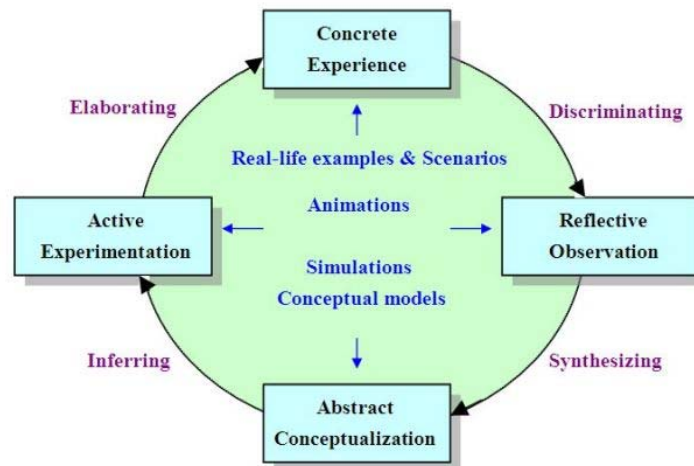 Concrete
Experience
Elaborating
Discriminating
Real-life examples & Scenarios
Active
Experimentation
Animations
Reflective
Observation
Simulations
Conceptual models
Inferring
Synthesizing
Abstract
Conceptualization